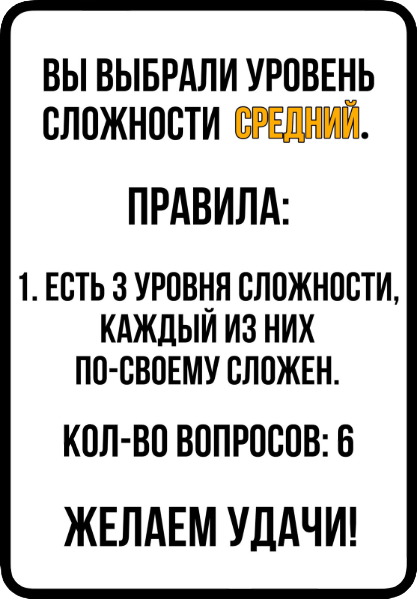 ВЫ ВЫБРАЛИ УРОВЕНЬ
СЛОЖНОСТИ СРЕДНИЙ.
ПРАВИЛА:
1. ЕСТЬ 3 УРОВНЯ СЛОЖНОСТИ,
КАЖДЫЙ ИЗ НИХ
ПО-СВОЕМУ СЛОЖЕН.
КОЛ-ВО ВОПРОСОВ: 6
ЖЕЛАЕМ УДАЧИ!